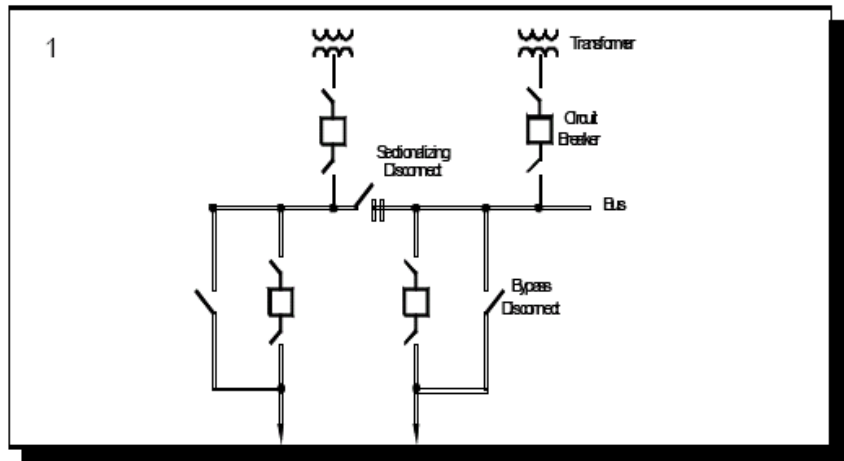 1
Transformer
Circuit
Breaker
Sectionalizing
Disconnect
Bus
Bypass
Disconnect